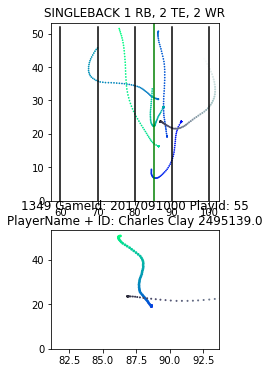 SINGLEBACK 1 RB, 2 TE, 2 WR
50
40
30
20
10
0
60 70 80 90 100
1349 GameId: 2017091000 PlayId: 55
PlayerName + ID: Charles Clay 2495139.0
40
20
0
82.5 85.0 87.5 90.0 92.5